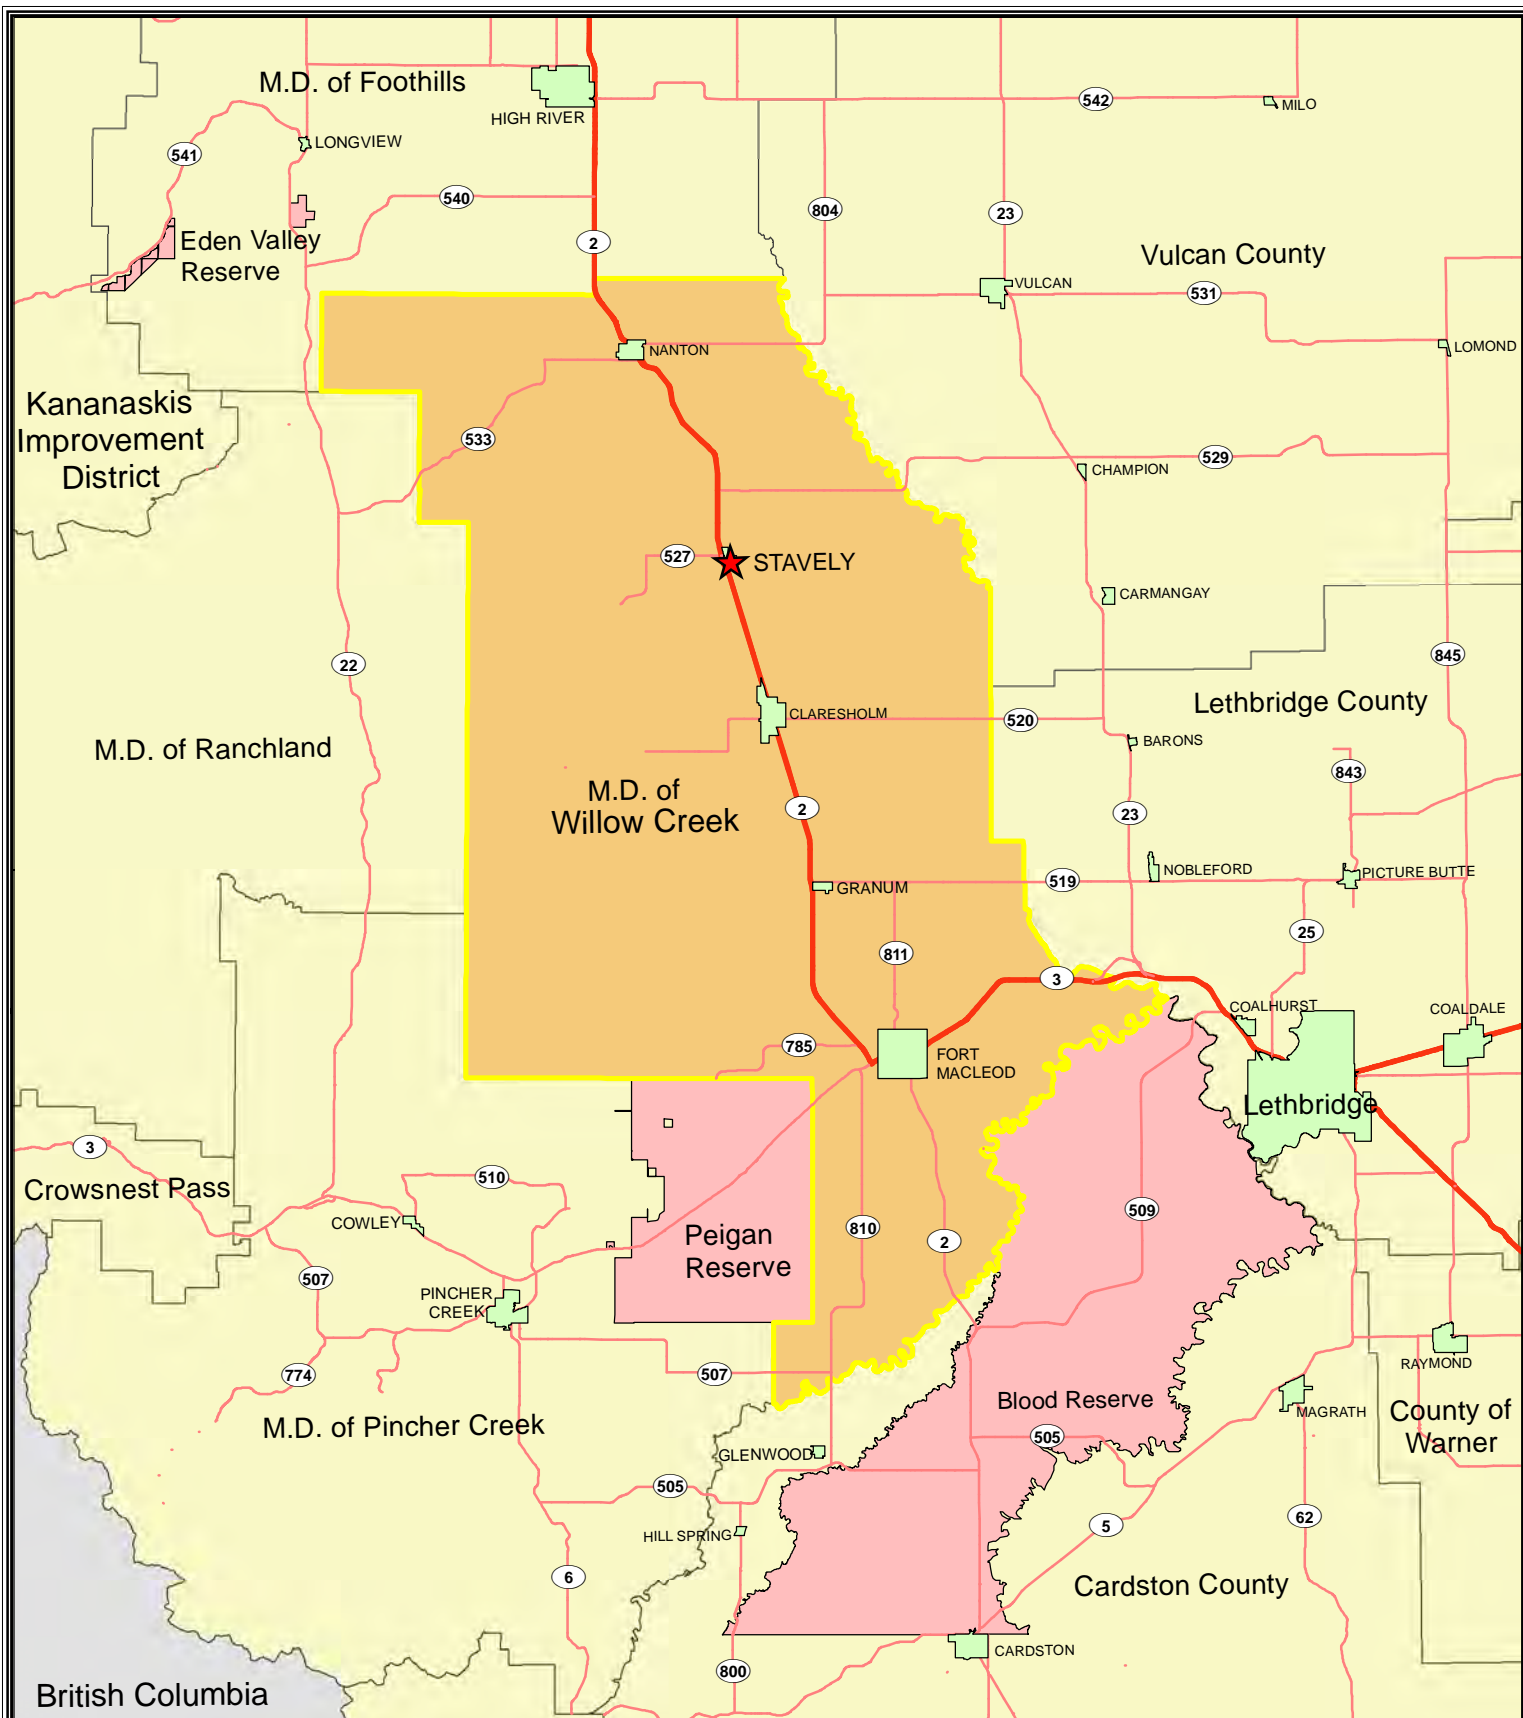 M.D. of Foothills
HIGH RIVER
542
MILO
LONGVIEW
541
540
804
23
2
Eden Valley
Reserve
Vulcan County
VULCAN
531
NANTON
LOMOND
Kananaskis
Improvement
District
533
529
CHAMPION
527
STAVELY
CARMANGAY
22
845
Lethbridge County
CLARESHOLM
520
BARONS
M.D. of Ranchland
843
M.D. of
Willow Creek
2
23
NOBLEFORD
PICTURE BUTTE
GRANUM
519
25
811
3
COALHURST
COALDALE
785
FORT
MACLEOD
Lethbridge
3
510
Crowsnest Pass
COWLEY
509
810
Peigan
Reserve
2
507
PINCHER
CREEK
RAYMOND
774
507
MAGRATH
Blood Reserve
M.D. of Pincher Creek
County of
Warner
505
GLENWOOD
505
62
5
HILL SPRING
6
Cardston County
CARDSTON
800
British Columbia